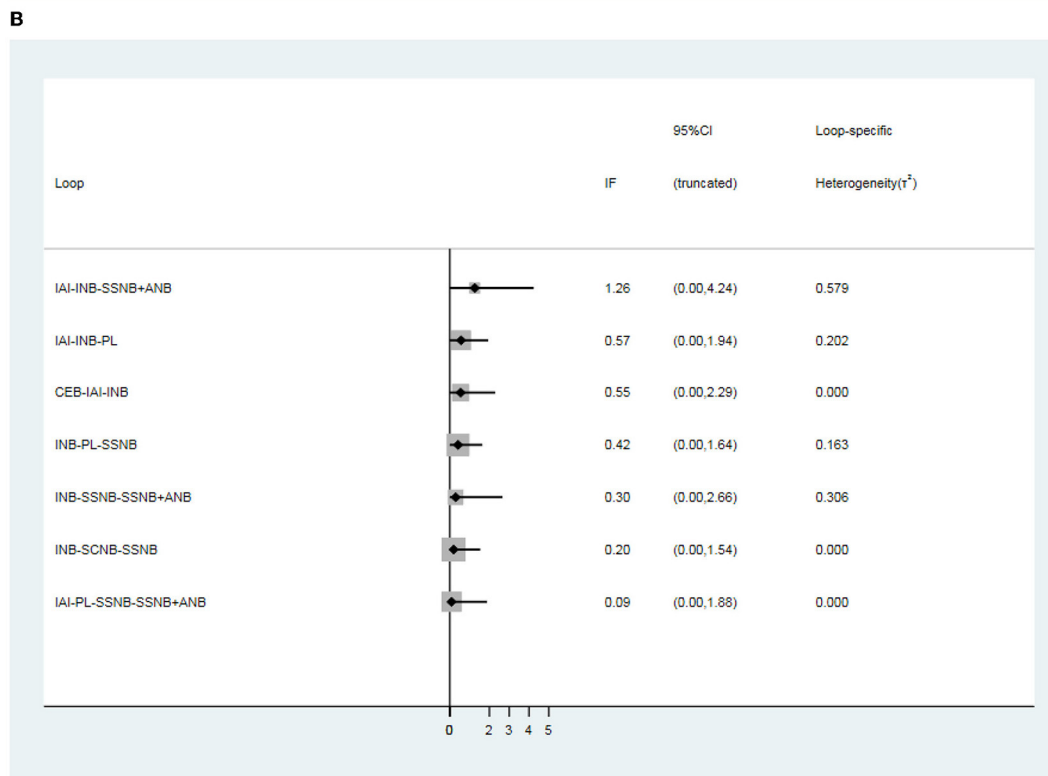 B
95%CI Loop-specific
Loop IF (truncated) Heterogeneity(τ²)
IAI-INB-SSNB+ANB 1.26 (0.00,4.24) 0.579
IAI-INB-PL 0.57 (0.00,1.94) 0.202
CEB-IAI-INB 0.55 (0.00,2.29) 0.000
INB-PL-SSNB 0.42 (0.00,1.64) 0.163
INB-SSNB-SSNB+ANB 0.30 (0.00,2.66) 0.306
INB-SCNB-SSNB 0.20 (0.00,1.54) 0.000
IAI-PL-SSNB-SSNB+ANB 0.09 (0.00,1.88) 0.000
0 2 3 4 5